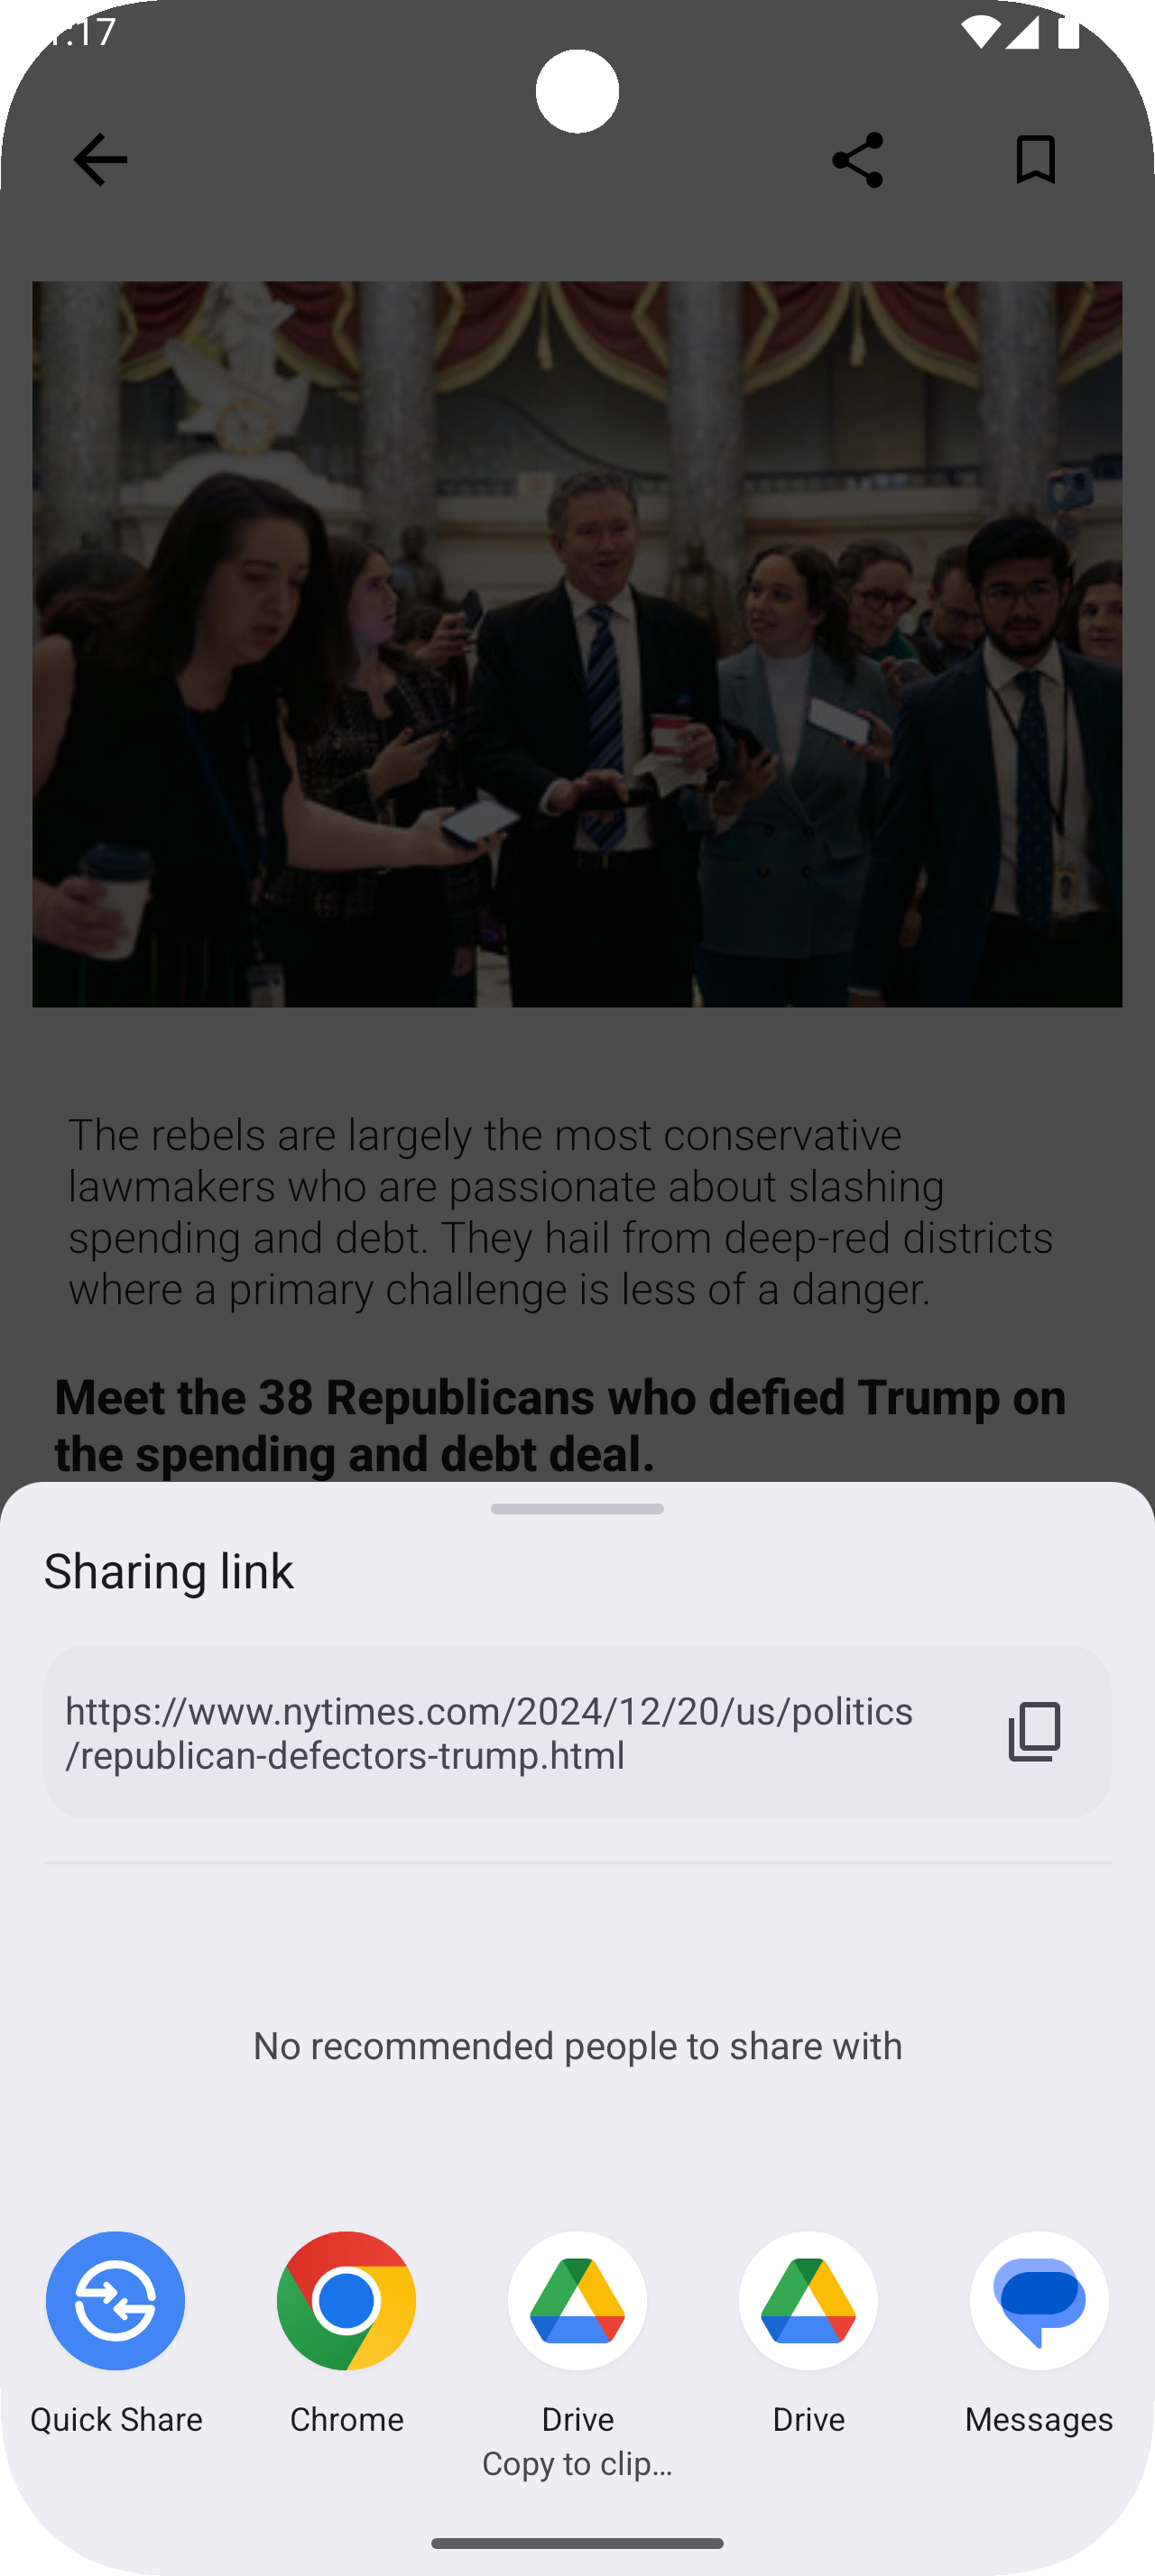 :17
The rebels are largely the most conservative
lawmakers who are passionate about slashing
spending and debt. They hail from deep-red districts
where a primary challenge is less of a danger.
Meet the 38 Republicans who defied Trump on
the spending and debt deal.
Sharing link
https://www.nytimes.com/2024/12/20/us/politics
/republican-defectors-trump.html
No recommended people to share with
Quick Share
Chrome
Drive
Drive
Messages
Copy to clip...